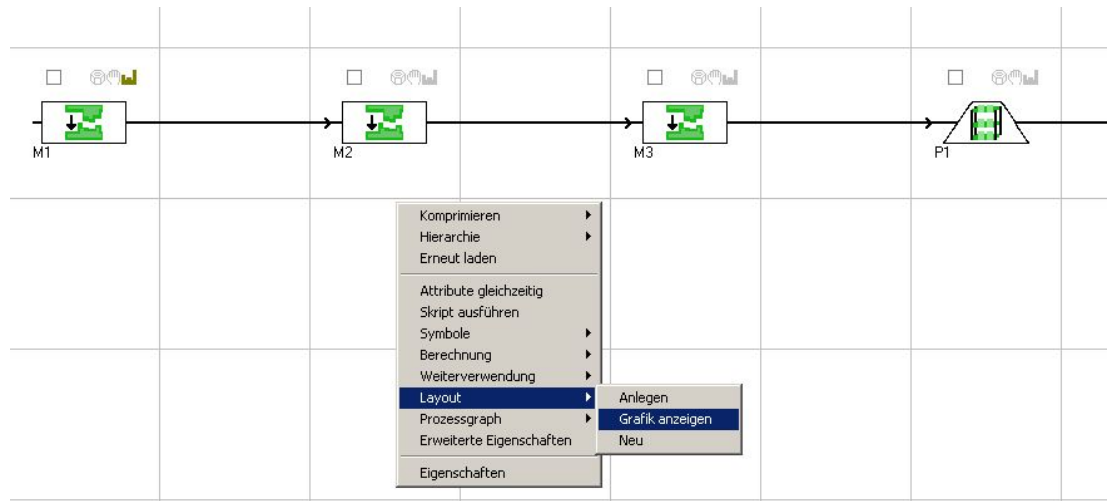 M1
M2
M3
P1
Komprimieren
Hierarchie
Erneut laden
Attribute gleichzeitig
Skript ausführen
Symbole
Berechnung
Weiterverwendung
Layout
Anlegen
Prozessgraph
Grafik anzeigen
Erweiterte Eigenschaften
Neu
Eigenschaften